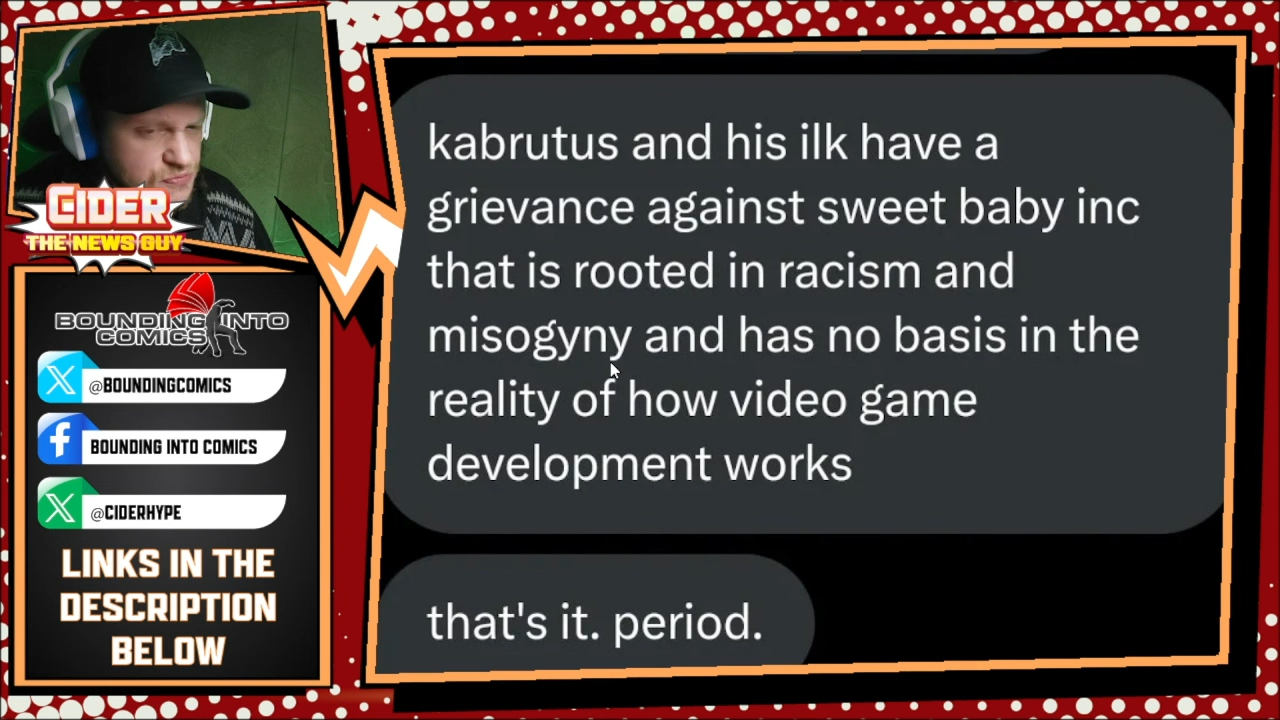 CIDER
THE NEWS GUY
BOUNDING INTO
COMICS
@BOUNDINGCOMICS
BOUNDING INTO COMICS
@CIDERHYPE
LINKS IN THE
DESCRIPTION
BELOW
kabrutus and his ilk have a
grievance against sweet baby inc
that is rooted in racism and
misogyny and has no basis in the
reality of how video game
development works
that's it. period.